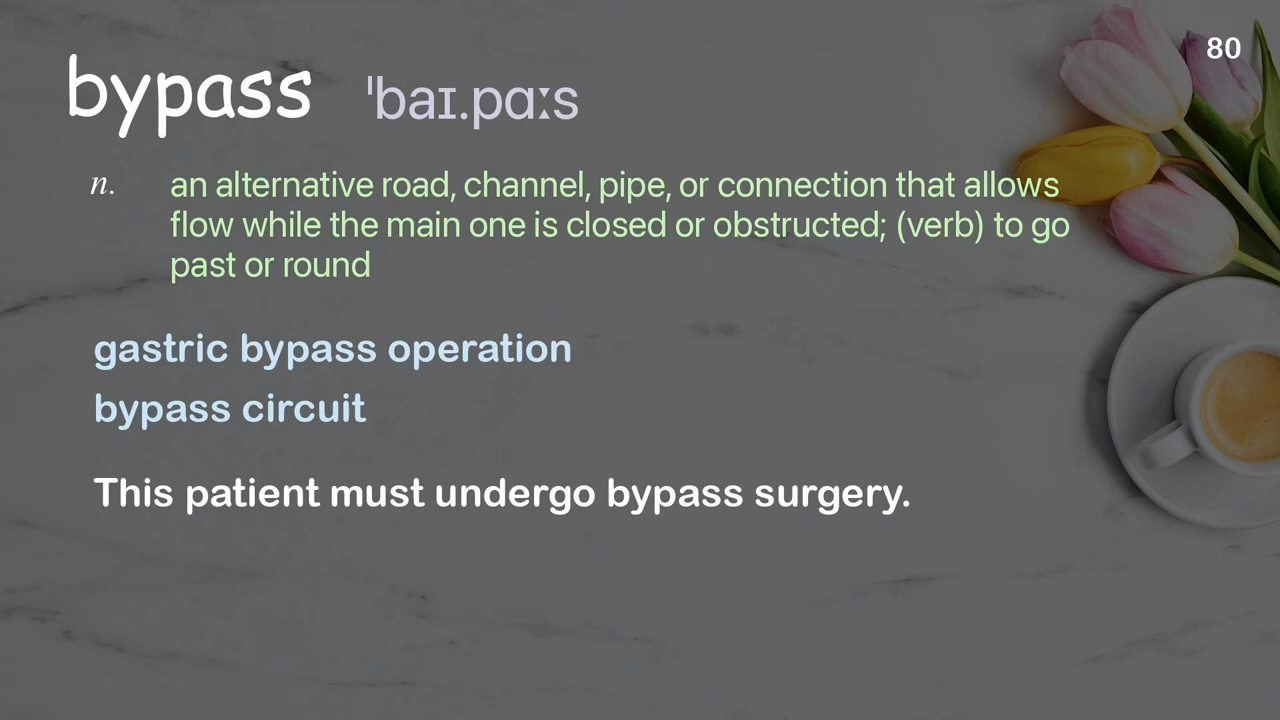 80
bypass ˈbaɪ.pɑːs
n. an alternative road, channel, pipe, or connection that allows
flow while the main one is closed or obstructed; (verb) to go
past or round
gastric bypass operation
bypass circuit
This patient must undergo bypass surgery.